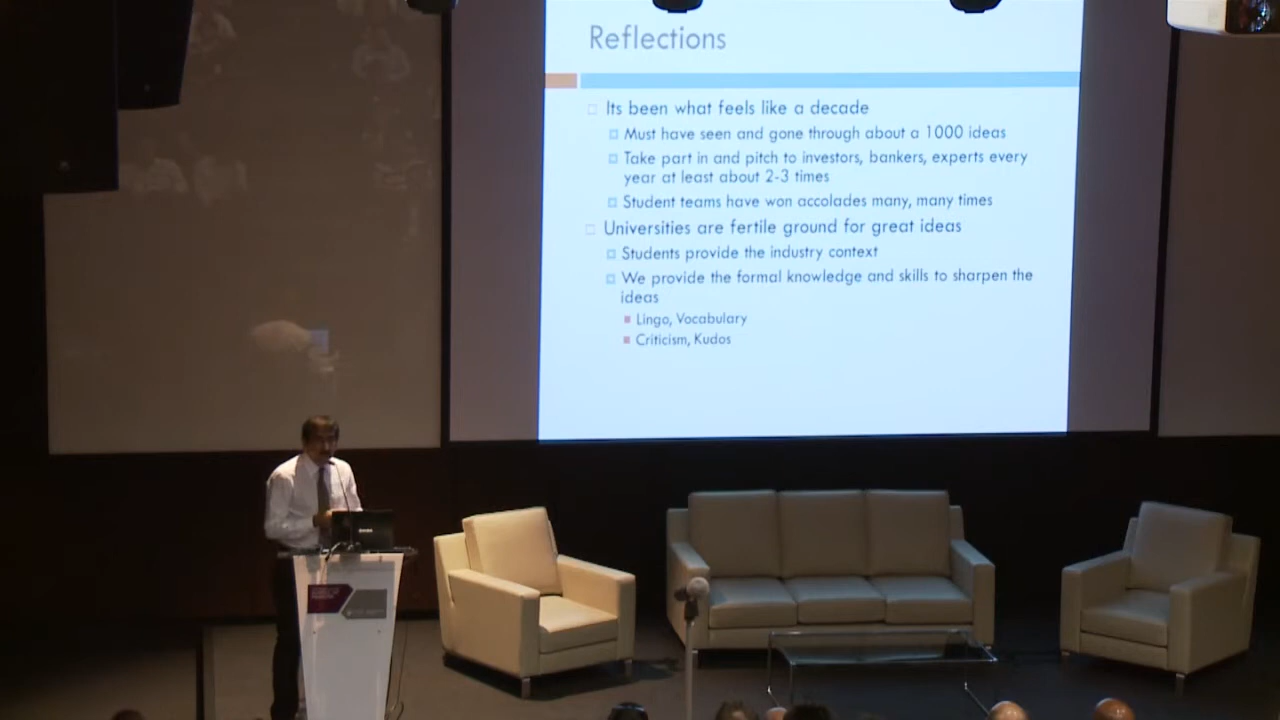 Reflections
Its been what feels like a decade
Must have seen and gone through about a 1000 ideas
Take part in and pitch to investors, bankers, experts every
year at least about 2-3 times
Student teams have won accolades many, many times
Universities are fertile ground for great ideas
Students provide the industry context
We provide the formal knowledge and skills to sharpen the
ideas
Lingo, Vocabulary
Criticism, Kudos